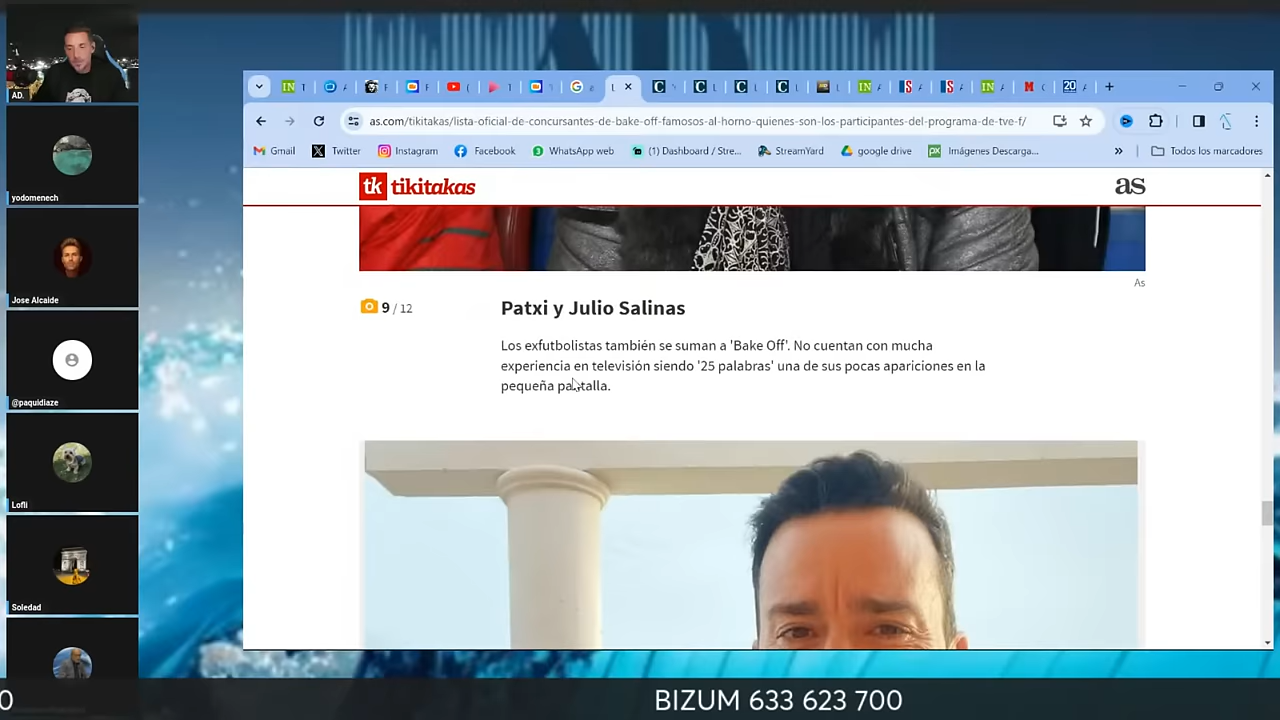 AD.
yodomenech
Jose Alcaide
@paquidiaze
Lofli
Soledad
as.com/tikitakas/lista-oficial-de-concursantes-de-bake-off-famosos-al-horno-quienes-son-los-participantes-del-programa-de-tve-f/
Gmail Twitter Instagram Facebook WhatsApp web (1) Dashboard / Stre... StreamYard google drive Imágenes Descarga... » Todos los marcadores
tk tikitakas as
As
9 / 12 Patxi y Julio Salinas
Los exfutbolistas también se suman a 'Bake Off'. No cuentan con mucha
experiencia en televisión siendo '25 palabras' una de sus pocas apariciones en la
pequeña pantalla.
0 BIZUM 633 623 700